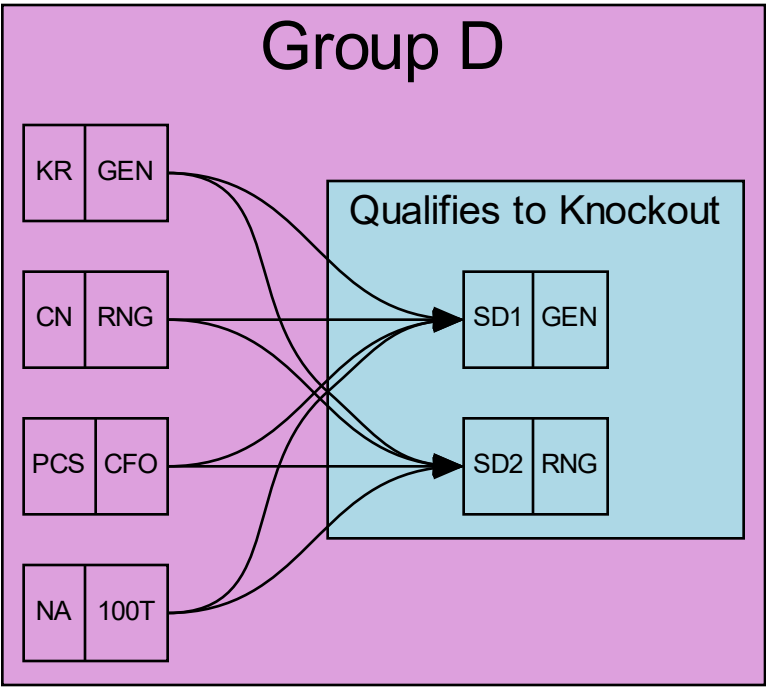 Group D
KR GEN
Qualifies to Knockout
CN RNG
SD1 GEN
PCS CFO
SD2 RNG
NA 100T